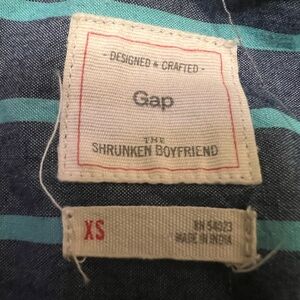 - DESIGNED & CRAFTED -
Gap
THE
SHRUNKEN BOYFRIEND
XS
RN 54023
MADE IN INDIA